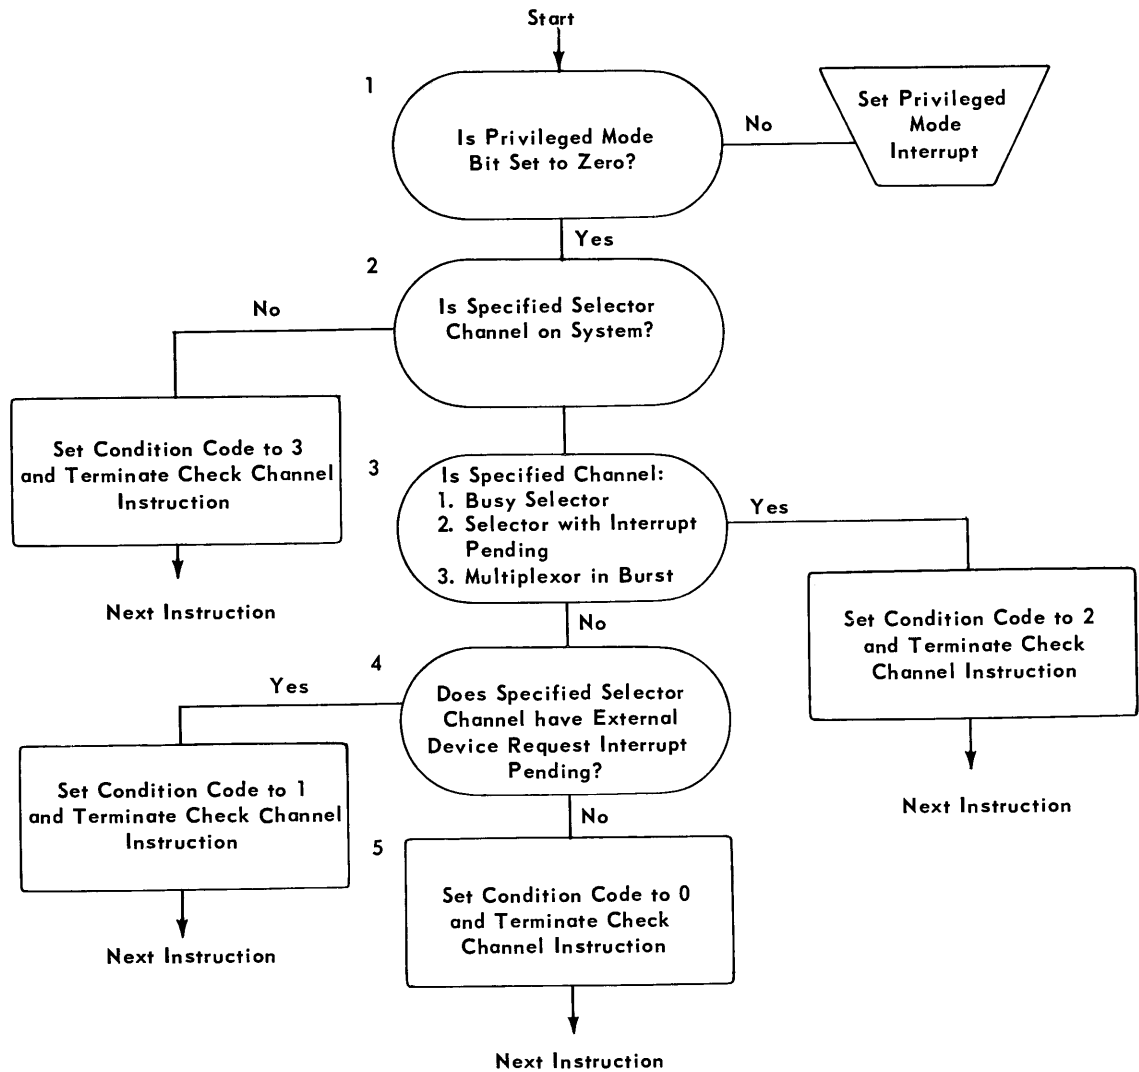 Start
1
Is Privileged Mode
Bit Set to Zero?
No
Set Privileged
Mode
Interrupt
Yes
2
Is Specified Selector
Channel on System?
No
Set Condition Code to 3
and Terminate Check Channel
Instruction
Next Instruction
3
Is Specified Channel:
1. Busy Selector
2. Selector with Interrupt
Pending
3. Multiplexor in Burst
Yes
Set Condition Code to 2
and Terminate Check
Channel Instruction
Next Instruction
No
4
Does Specified Selector
Channel have External
Device Request Interrupt
Pending?
Yes
Set Condition Code to 1
and Terminate Check Channel
Instruction
Next Instruction
No
5
Set Condition Code to 0
and Terminate Check
Channel Instruction
Next Instruction